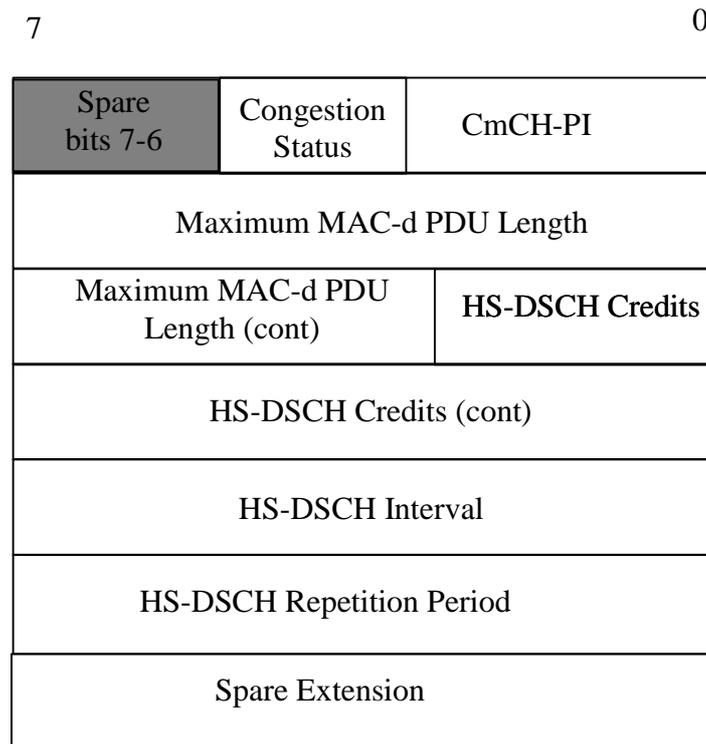 7 0
Spare
bits 7-6
Congestion
Status
CmCH-PI
Maximum MAC-d PDU Length
Maximum MAC-d PDU
Length (cont)
HS-DSCH Credits
HS-DSCH Credits (cont)
HS-DSCH Interval
HS-DSCH Repetition Period
Spare Extension